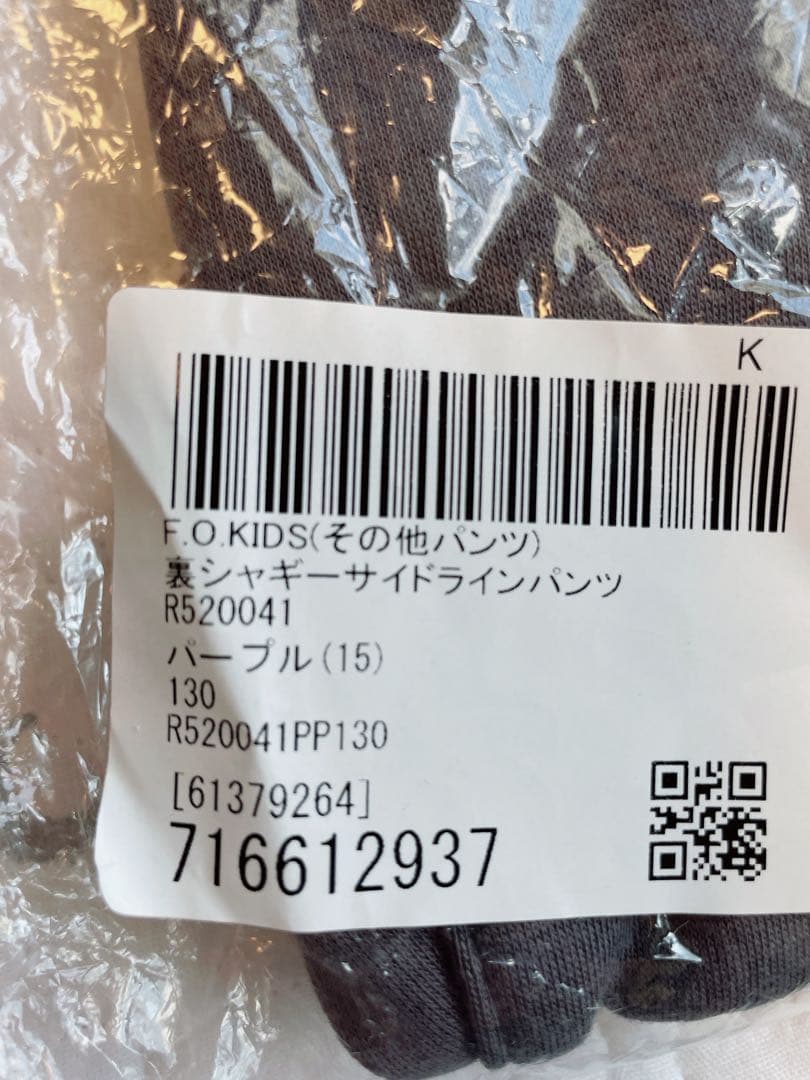 K
F.O.KIDS(その他パンツ)
裏シャギーサイドラインパンツ
R520041
パープル(15)
130
R520041PP130
[61379264]
716612937